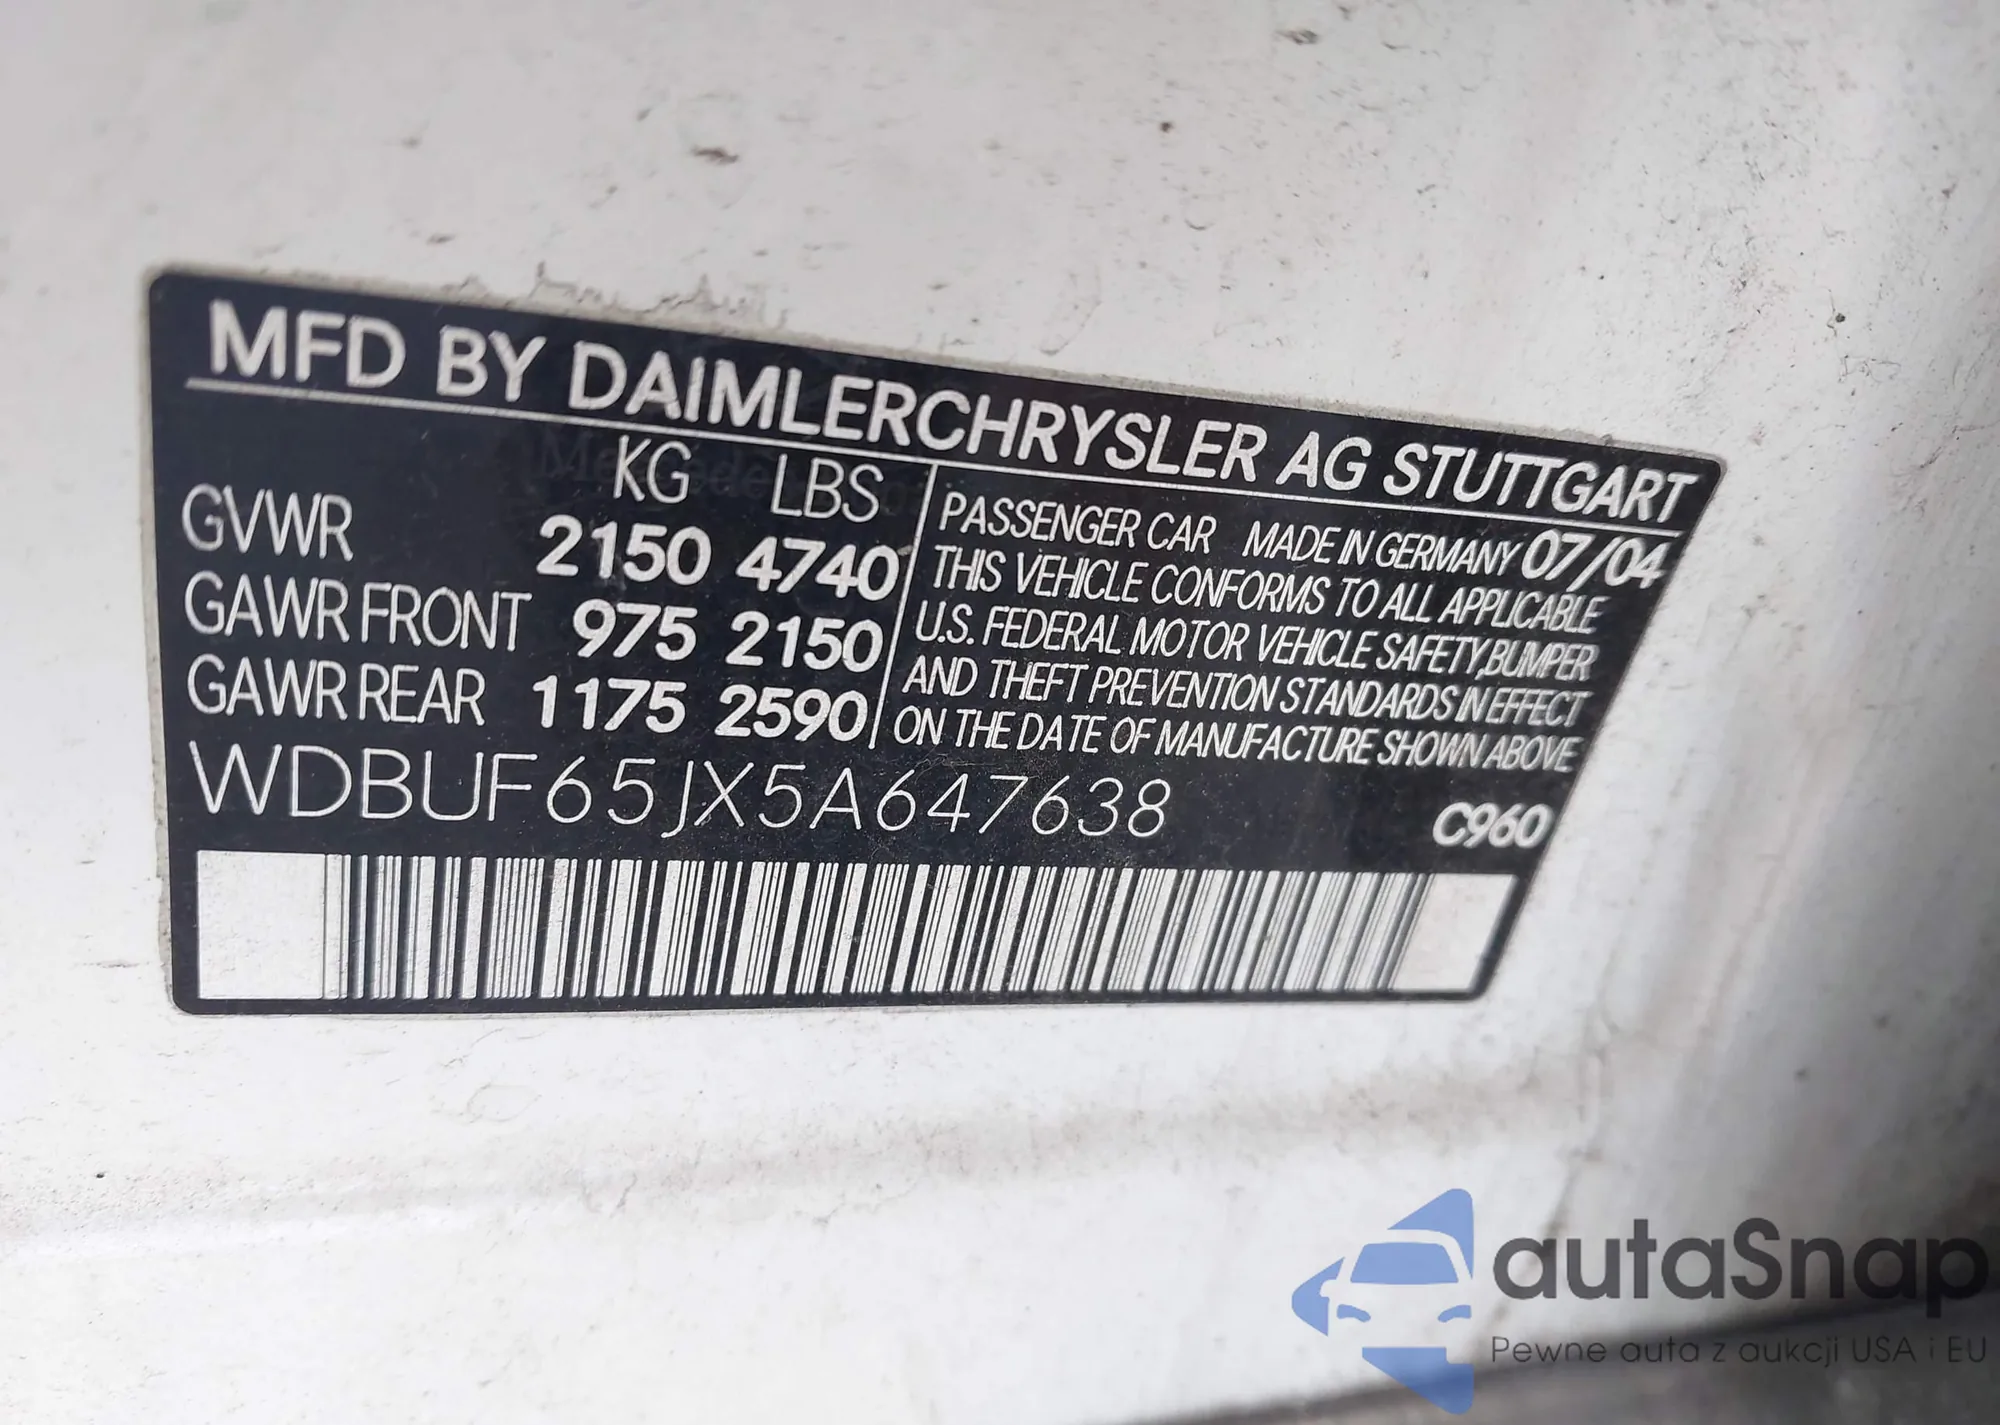 MFD BY DAIMLERCHRYSLER AG STUTTGART
KG LBS
GVWR 2150 4740
GAWR FRONT 975 2150
GAWR REAR 1175 2590
PASSENGER CAR MADE IN GERMANY 07/04
THIS VEHICLE CONFORMS TO ALL APPLICABLE
U.S. FEDERAL MOTOR VEHICLE SAFETY,BUMPER
AND THEFT PREVENTION STANDARDS IN EFFECT
ON THE DATE OF MANUFACTURE SHOWN ABOVE
WDBUF65JX5A647638
C960
autaSnap
Pewne auta z aukcji USA i EU